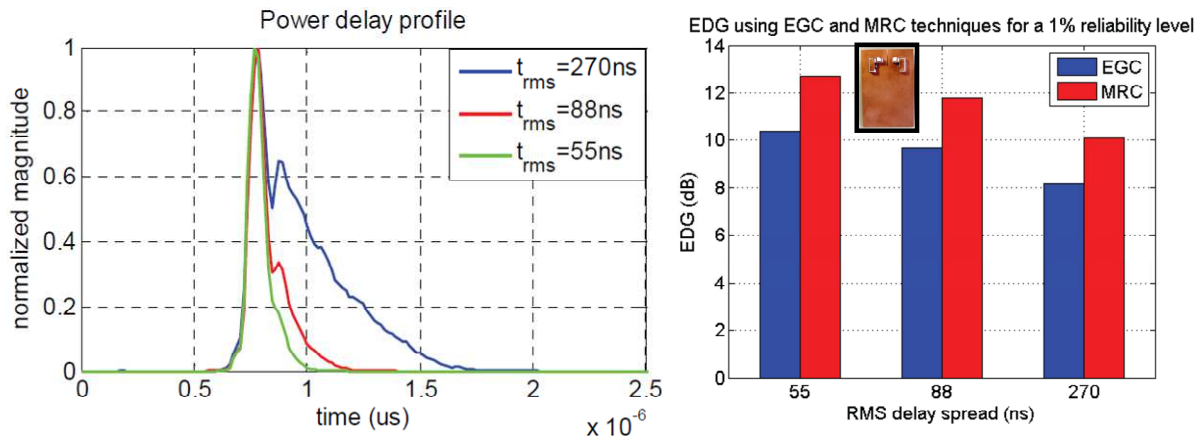 Power delay profile
1
0.8
0.6
0.4
0.2
0
normalized magnitude
t_rms=270ns
t_rms=88ns
t_rms=55ns
0 0.5 1 1.5 2 2.5
time (us)
x 10^-6
EDG using EGC and MRC techniques for a 1% reliability level
14
12
10
8
6
4
2
0
EDG (dB)
EGC
MRC
55 88 270
RMS delay spread (ns)